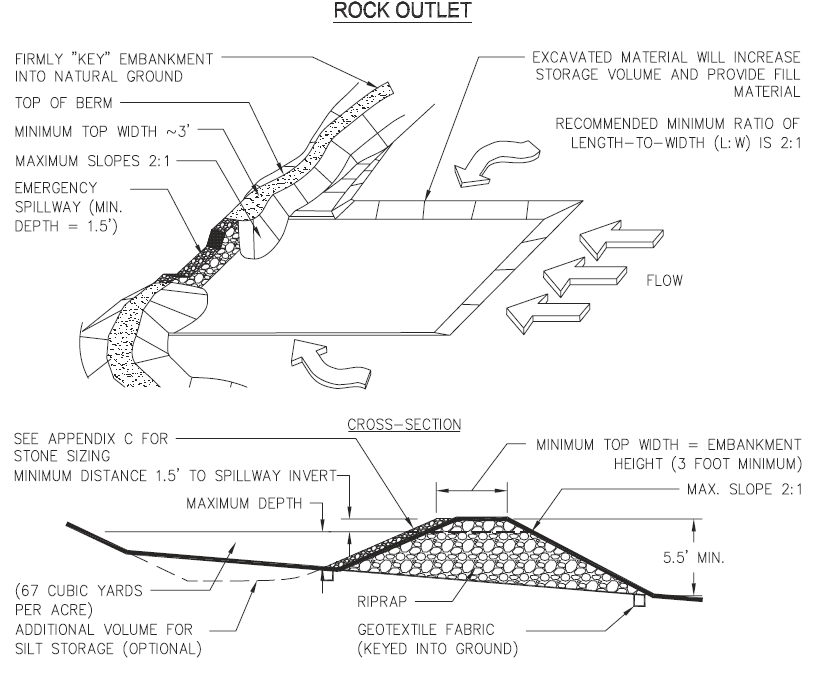 ROCK OUTLET
FIRMLY "KEY" EMBANKMENT
INTO NATURAL GROUND
TOP OF BERM
MINIMUM TOP WIDTH ~3'
MAXIMUM SLOPES 2:1
EMERGENCY
SPILLWAY (MIN.
DEPTH = 1.5')
EXCAVATED MATERIAL WILL INCREASE
STORAGE VOLUME AND PROVIDE FILL
MATERIAL
RECOMMENDED MINIMUM RATIO OF
LENGTH-TO-WIDTH (L:W) IS 2:1
FLOW
CROSS-SECTION
SEE APPENDIX C FOR
STONE SIZING
MINIMUM DISTANCE 1.5' TO SPILLWAY INVERT
MAXIMUM DEPTH
MINIMUM TOP WIDTH = EMBANKMENT
HEIGHT (3 FOOT MINIMUM)
MAX. SLOPE 2:1
5.5' MIN.
(67 CUBIC YARDS
PER ACRE)
ADDITIONAL VOLUME FOR
SILT STORAGE (OPTIONAL)
RIPRAP
GEOTEXTILE FABRIC
(KEYED INTO GROUND)